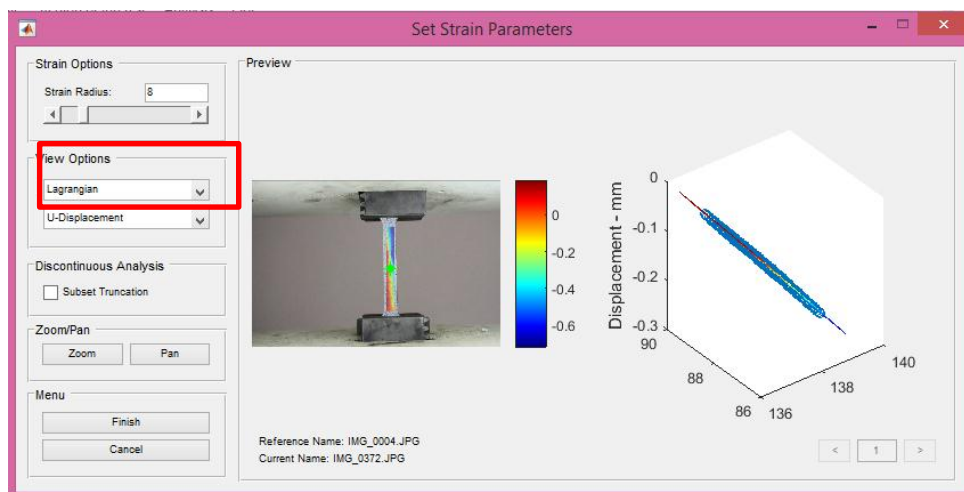 Set Strain Parameters
Strain Options
Strain Radius: 8
View Options
Lagrangian
U-Displacement
Discontinuous Analysis
Subset Truncation
Zoom/Pan
Zoom Pan
Menu
Finish
Cancel
Preview
0
-0.2
-0.4
-0.6
Displacement - mm
0
-0.1
-0.2
-0.3
90
88
86
136
138
140
Reference Name: IMG_0004.JPG
Current Name: IMG_0372.JPG
< 1 >